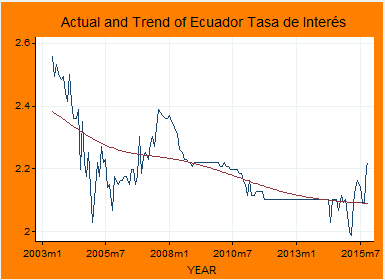 Actual and Trend of Ecuador Tasa de Interés
2.6
2.4
2.2
2
2003m1 2005m7 2008m1 2010m7 2013m1 2015m7
YEAR